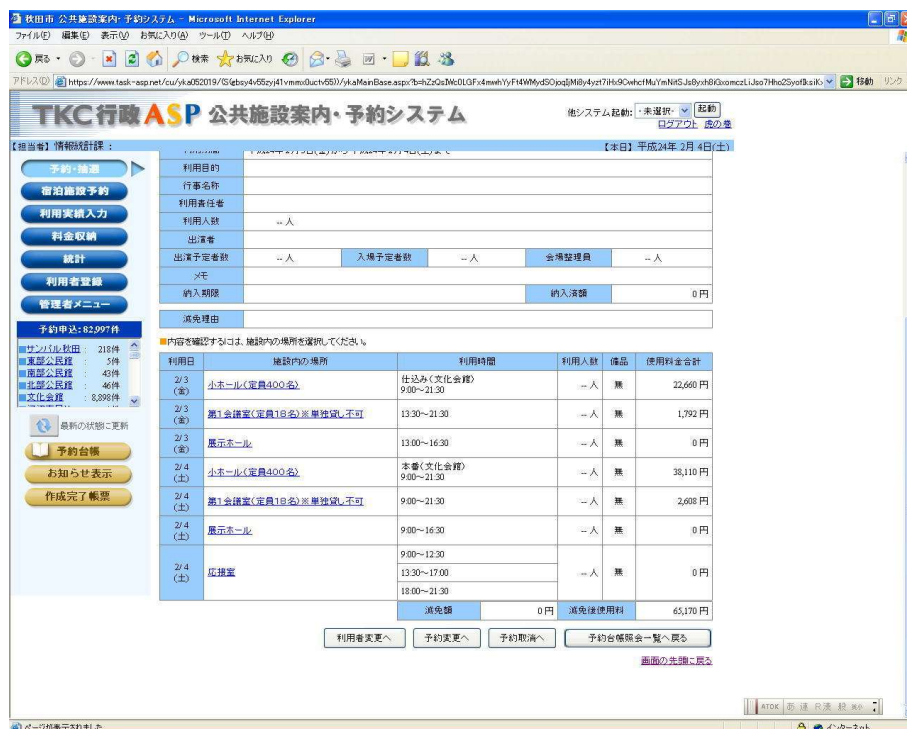 秋田市 公共施設案内・予約システム - Microsoft Internet Explorer
ファイル(F) 編集(E) 表示(V) お気に入り(A) ツール(T) ヘルプ(H)
戻る 検索 お気に入り
アドレス(D) 移動 リンク
TKC行政ASP 公共施設案内・予約システム
他システム起動: -未選択- 起動
ログアウト 虎の巻
【担当者】情報統計課: 【本日】平成24年 2月 4日(土)
予約・抽選
宿泊施設予約
利用実績入力
料金収納
統計
利用者登録
管理者メニュー
予約申込:82,997件
サンパル秋田 : 218件
東部公民館 : 5件
南部公民館 : 43件
北部公民館 : 46件
文化会館 : 8,898件
最新の状態に更新
予約台帳
お知らせ表示
作成完了帳票
利用目的
行事名称
利用責任者
利用人数 -- 人
出演者
出演予定者数 -- 人 入場予定者数 -- 人 会場整理員 -- 人
メモ
納入期限 納入済額 0円
減免理由
■内容を確認するには、施設内の場所を選択してください。
利用日 施設内の場所 利用時間 利用人数 備品 使用料金合計
2/3(金) 小ホール(定員400名) 仕込み(文化会館) 9:00～21:30 -- 人 無 22,660 円
2/3(金) 第1会議室(定員18名)※単独貸し不可 13:30～21:30 -- 人 無 1,792 円
2/3(金) 展示ホール 13:00～16:30 -- 人 無 0 円
2/4(土) 小ホール(定員400名) 本番(文化会館) 9:00～21:30 -- 人 無 38,110 円
2/4(土) 第1会議室(定員18名)※単独貸し不可 9:00～21:30 -- 人 無 2,608 円
2/4(土) 展示ホール 9:00～16:30 -- 人 無 0 円
2/4(土) 応接室 9:00～12:30 13:30～17:00 18:00～21:30 -- 人 無 0 円
減免額 0円 減免後使用料 65,170 円
利用者変更へ 予約変更へ 予約取消へ 予約台帳照会一覧へ戻る
画面の先頭に戻る
ATOK
ページが表示されました インターネット